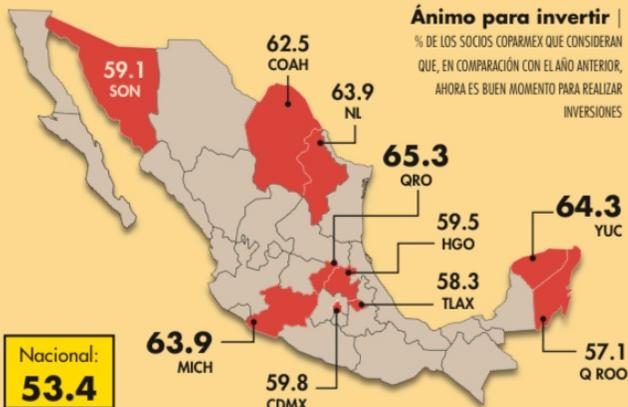 Ánimo para invertir |
% DE LOS SOCIOS COPARMEX QUE CONSIDERAN
QUE, EN COMPARACIÓN CON EL AÑO ANTERIOR,
AHORA ES BUEN MOMENTO PARA REALIZAR
INVERSIONES
59.1
SON
62.5
COAH
63.9
NL
65.3
QRO
59.5
HGO
58.3
TLAX
64.3
YUC
57.1
Q ROO
63.9
MICH
59.8
CDMX
Nacional:
53.4